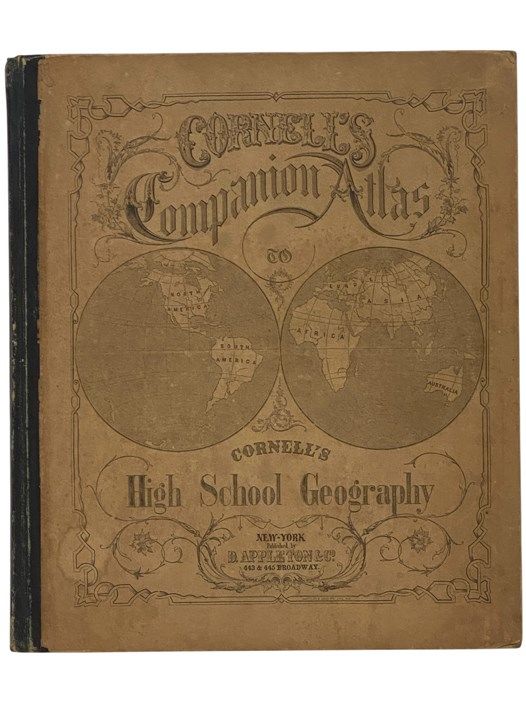 CORNELL'S
Companion Atlas
TO
NORTH
AMERICA
SOUTH
AMERICA
EUROPE
ASIA
AFRICA
AUSTRALIA
CORNELL'S
High School Geography
NEW-YORK
Published by
D. APPLETON & Co.
443 & 445 BROADWAY.